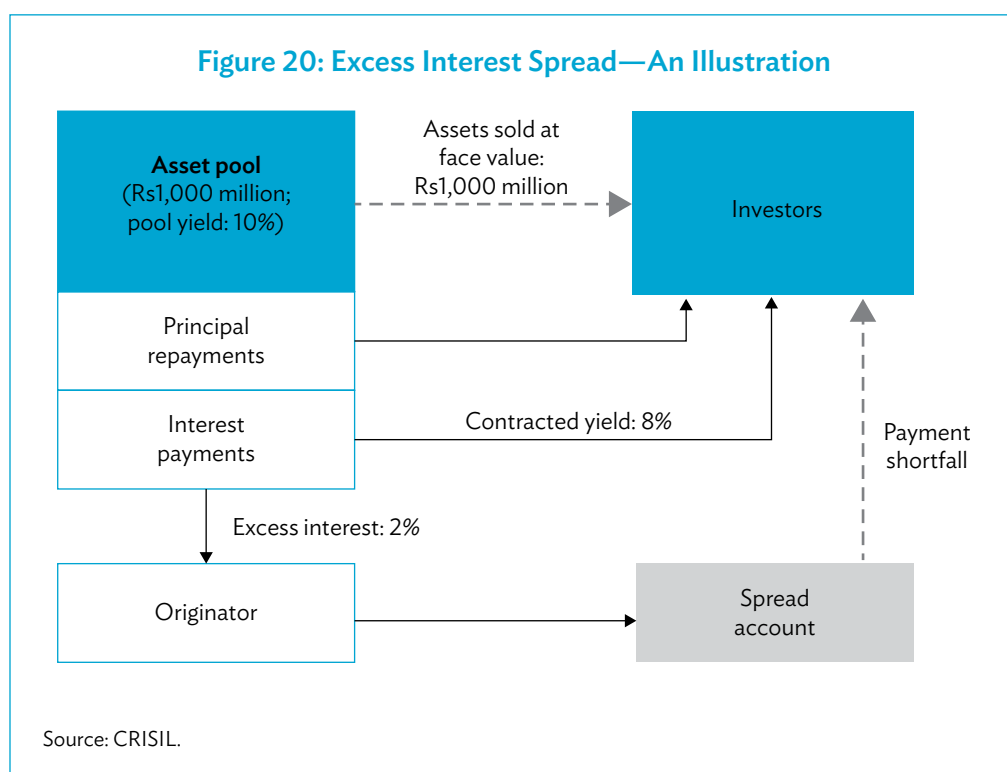 Figure 20: Excess Interest Spread—An Illustration
Asset pool
(Rs1,000 million;
pool yield: 10%)
Assets sold at
face value:
Rs1,000 million
Investors
Principal
repayments
Interest
payments
Contracted yield: 8%
Payment
shortfall
Excess interest: 2%
Originator
Spread
account
Source: CRISIL.